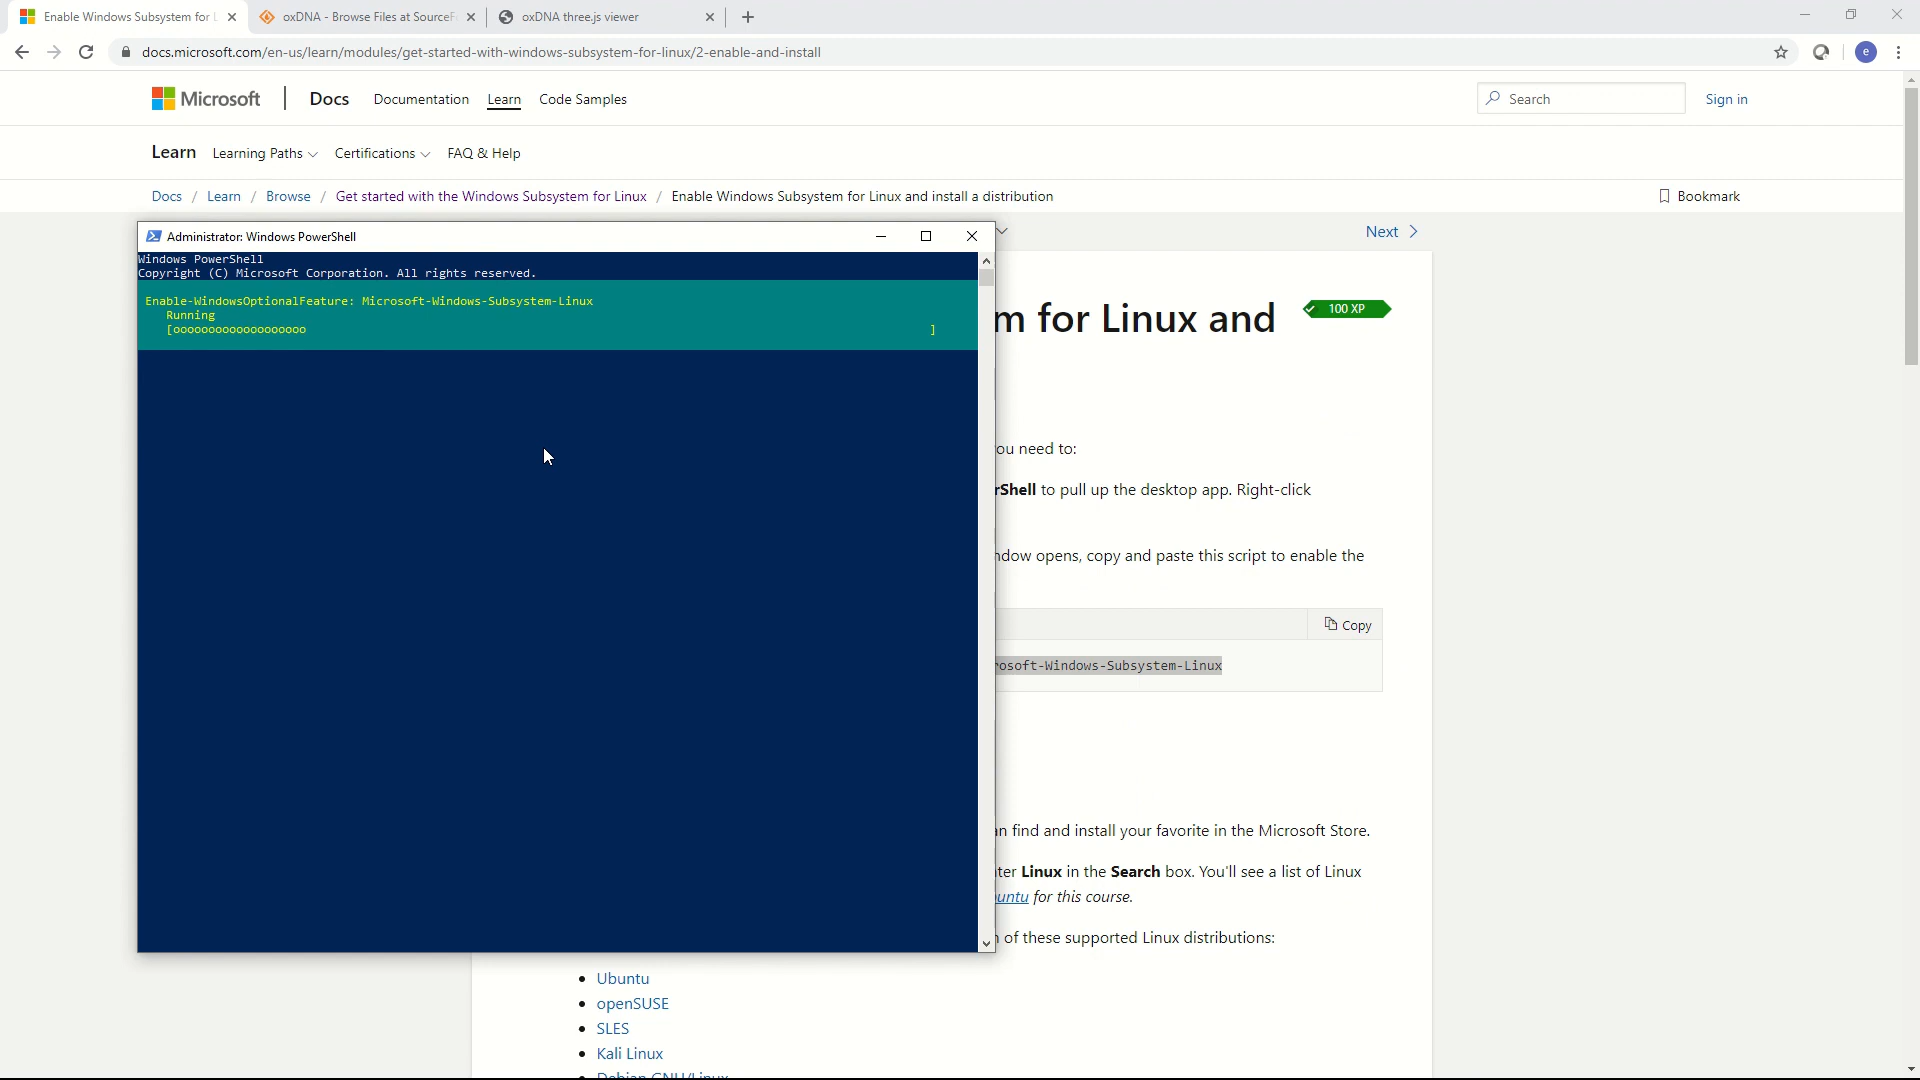 Enable Windows Subsystem for L
oxDNA - Browse Files at SourceF
oxDNA three.js viewer
docs.microsoft.com/en-us/learn/modules/get-started-with-windows-subsystem-for-linux/2-enable-and-install
e
Microsoft
Docs
Documentation
Learn
Code Samples
Search
Sign in
Learn
Learning Paths
Certifications
FAQ & Help
Docs / Learn / Browse / Get started with the Windows Subsystem for Linux / Enable Windows Subsystem for Linux and install a distribution
Bookmark
Next
Administrator: Windows PowerShell
Windows PowerShell
Copyright (C) Microsoft Corporation. All rights reserved.
Enable-WindowsOptionalFeature: Microsoft-Windows-Subsystem-Linux
Running
[ooooooooooooooooooo ]
m for Linux and
100 XP
ou need to:
rShell to pull up the desktop app. Right-click
ndow opens, copy and paste this script to enable the
Copy
rosoft-Windows-Subsystem-Linux
an find and install your favorite in the Microsoft Store.
ter Linux in the Search box. You'll see a list of Linux
untu for this course.
n of these supported Linux distributions:
• Ubuntu
• openSUSE
• SLES
• Kali Linux
• Debian GNU/Linux